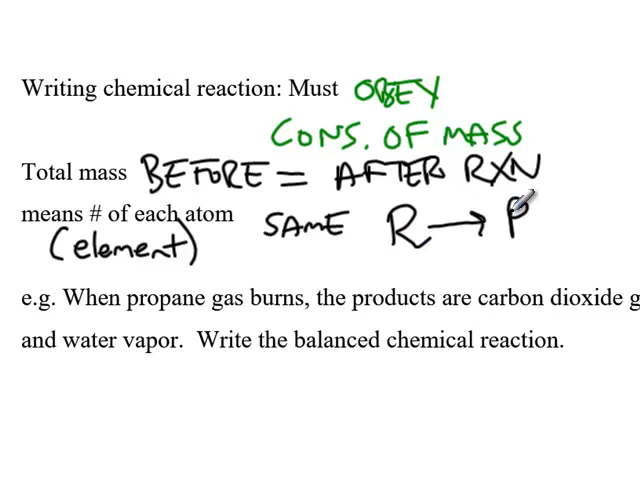 Writing chemical reaction: Must OBEY
CONS. OF MASS
Total mass BEFORE = AFTER RXN
means # of each atom SAME R → P
(element)
e.g. When propane gas burns, the products are carbon dioxide g
and water vapor. Write the balanced chemical reaction.